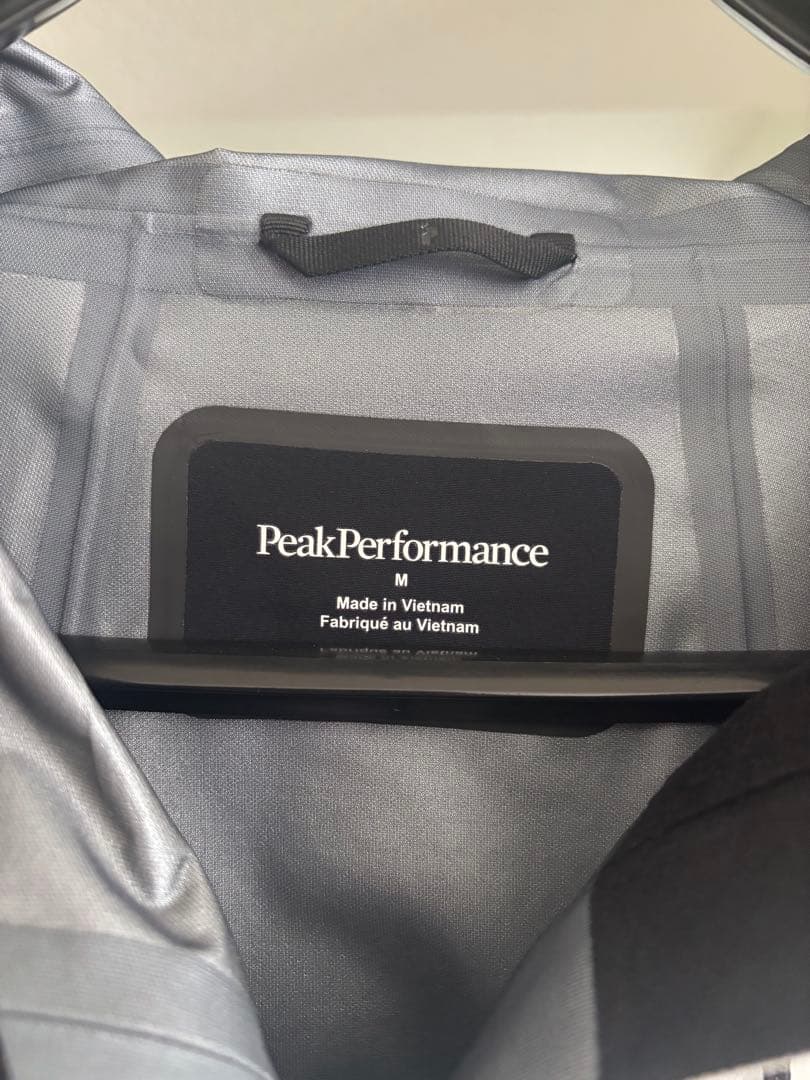 PeakPerformance
M
Made in Vietnam
Fabriqué au Vietnam